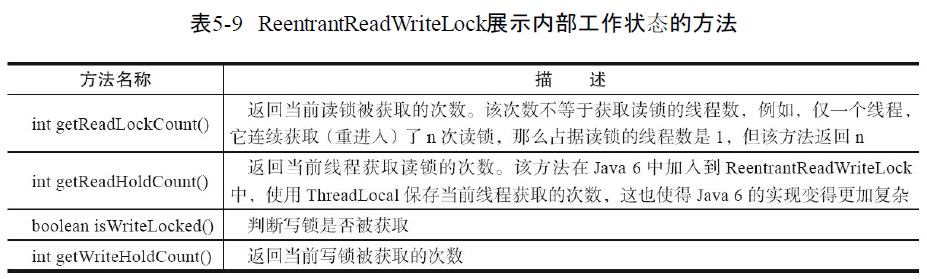 表5-9 ReentrantReadWriteLock展示内部工作状态的方法
方法名称 描 述
int getReadLockCount() 返回当前读锁被获取的次数。该次数不等于获取读锁的线程数，例如，仅一个线程，
它连续获取（重进入）了 n 次读锁，那么占据读锁的线程数是 1，但该方法返回 n
int getReadHoldCount() 返回当前线程获取读锁的次数。该方法在 Java 6 中加入到 ReentrantReadWriteLock
中，使用 ThreadLocal 保存当前线程获取的次数，这也使得 Java 6 的实现变得更加复杂
boolean isWriteLocked() 判断写锁是否被获取
int getWriteHoldCount() 返回当前写锁被获取的次数